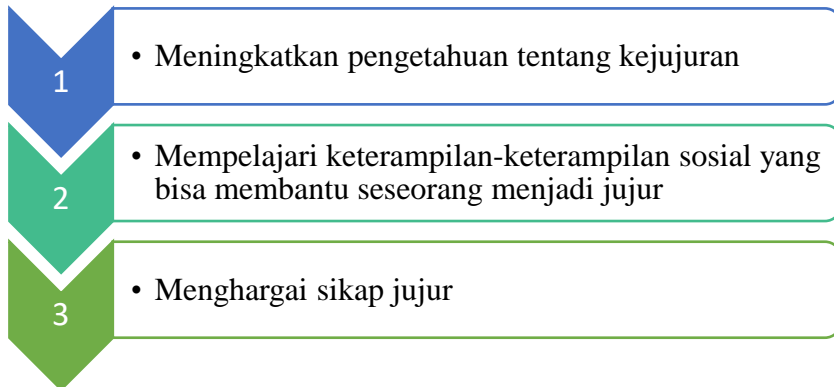 1
• Meningkatkan pengetahuan tentang kejujuran
2
• Mempelajari keterampilan-keterampilan sosial yang
bisa membantu seseorang menjadi jujur
3
• Menghargai sikap jujur